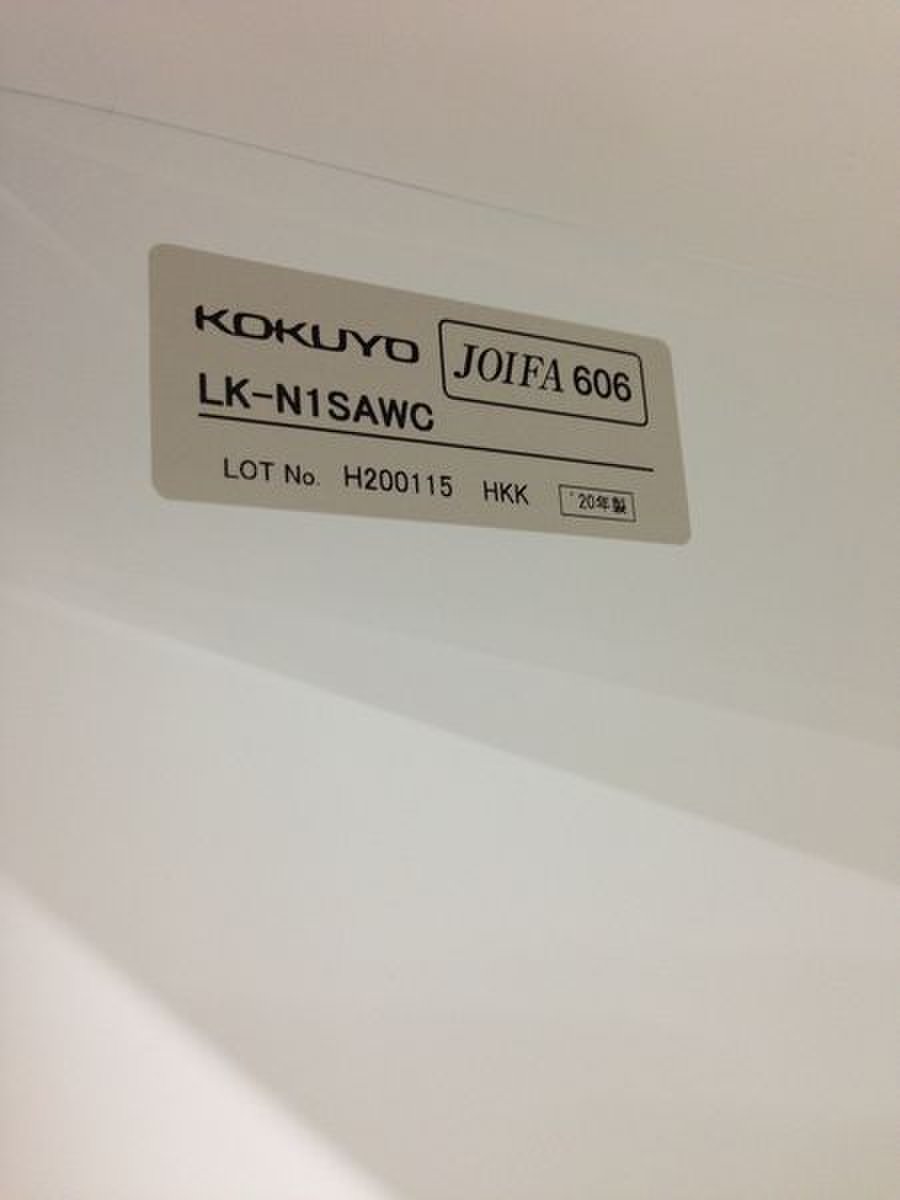 KOKUYO JOIFA 606
LK-N1SAWC
LOT No. H200115 HKK '20年製